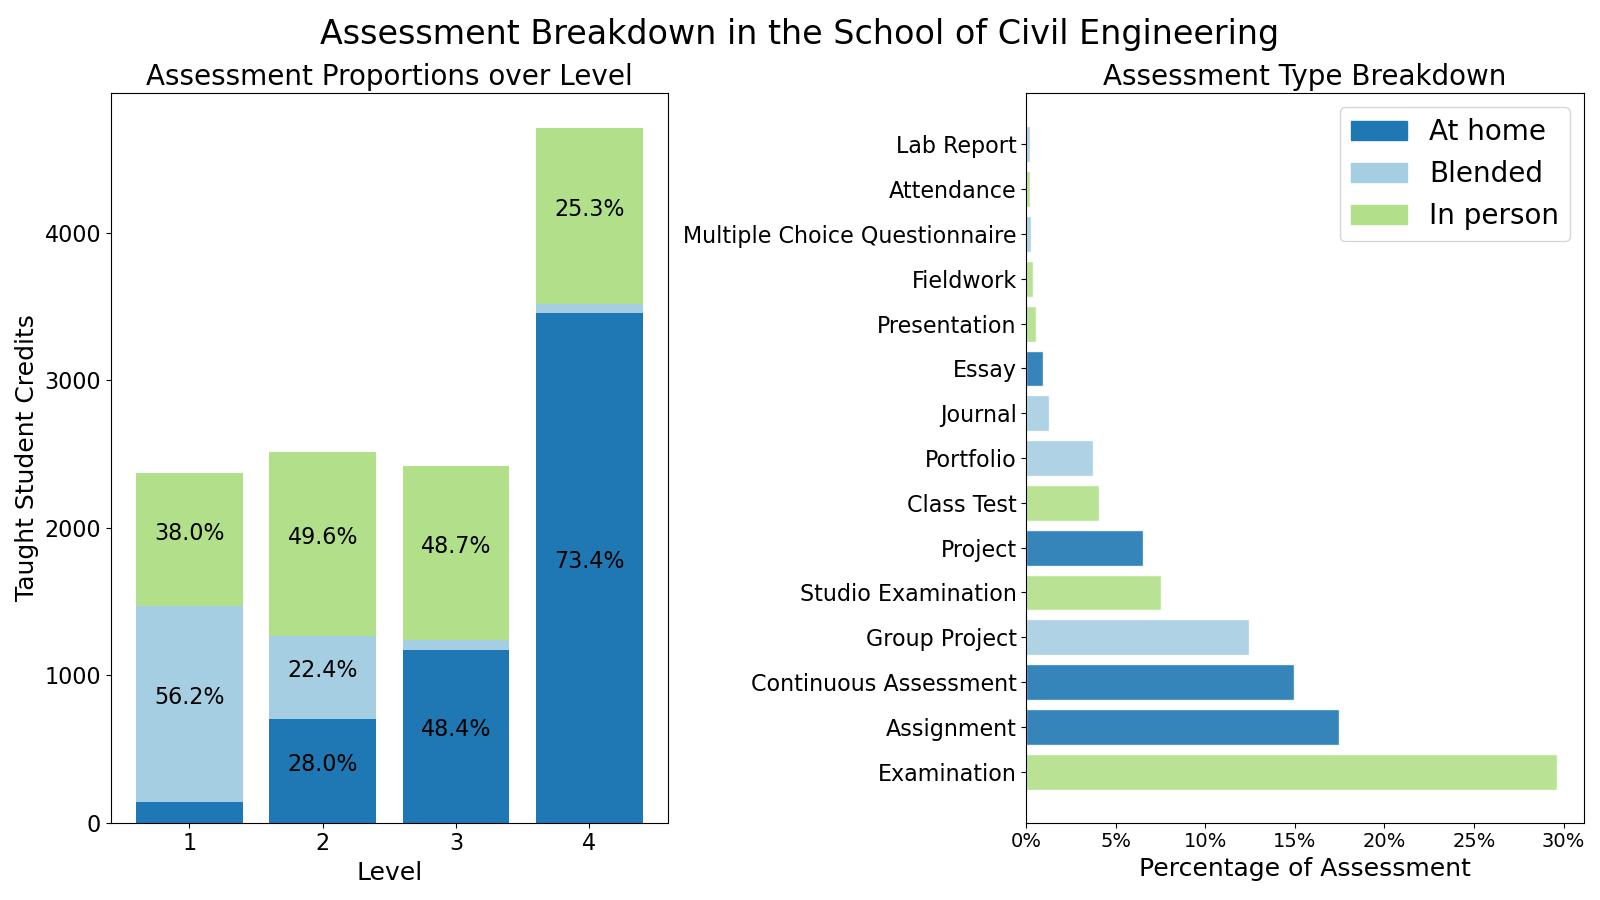 Assessment Breakdown in the School of Civil Engineering
Assessment Proportions over Level
Taught Student Credits
4000
3000
2000
1000
0
38.0%
56.2%
49.6%
22.4%
28.0%
48.7%
48.4%
25.3%
73.4%
1
2
3
4
Level
Assessment Type Breakdown
At home
Blended
In person
Lab Report
Attendance
Multiple Choice Questionnaire
Fieldwork
Presentation
Essay
Journal
Portfolio
Class Test
Project
Studio Examination
Group Project
Continuous Assessment
Assignment
Examination
0%
5%
10%
15%
20%
25%
30%
Percentage of Assessment